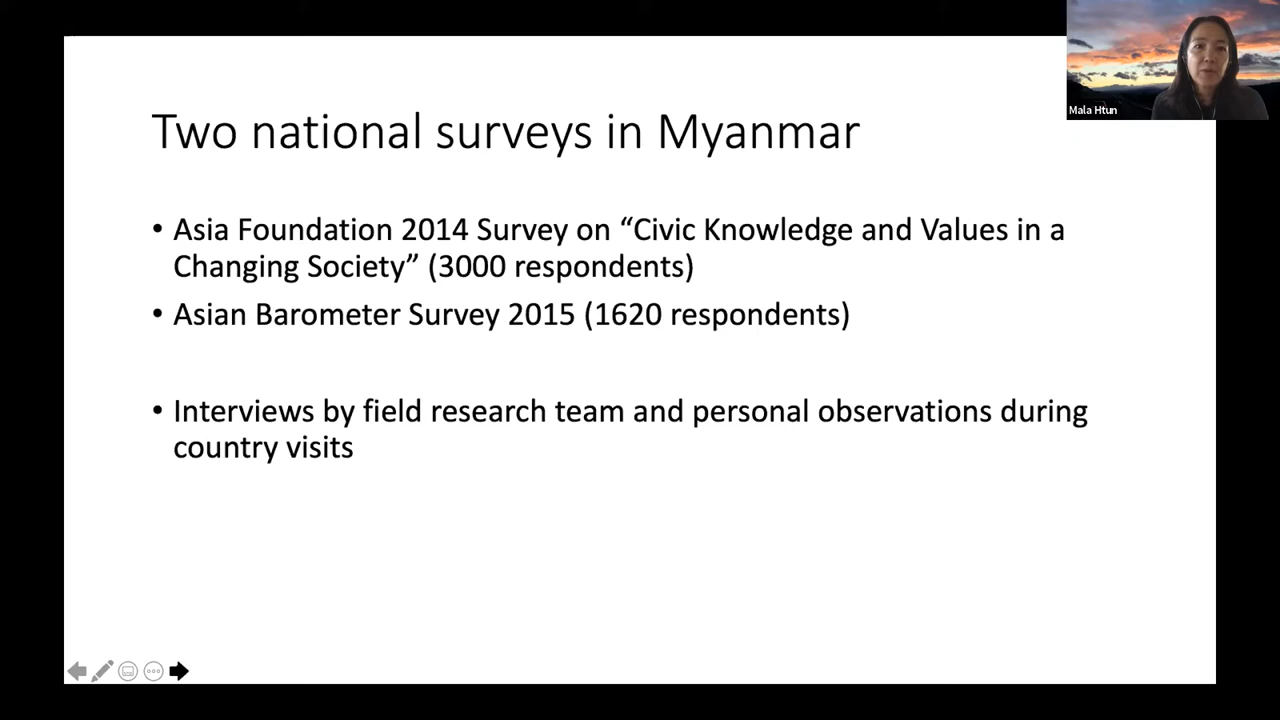 Mala Htun
Two national surveys in Myanmar
• Asia Foundation 2014 Survey on “Civic Knowledge and Values in a
Changing Society” (3000 respondents)
• Asian Barometer Survey 2015 (1620 respondents)
• Interviews by field research team and personal observations during
country visits